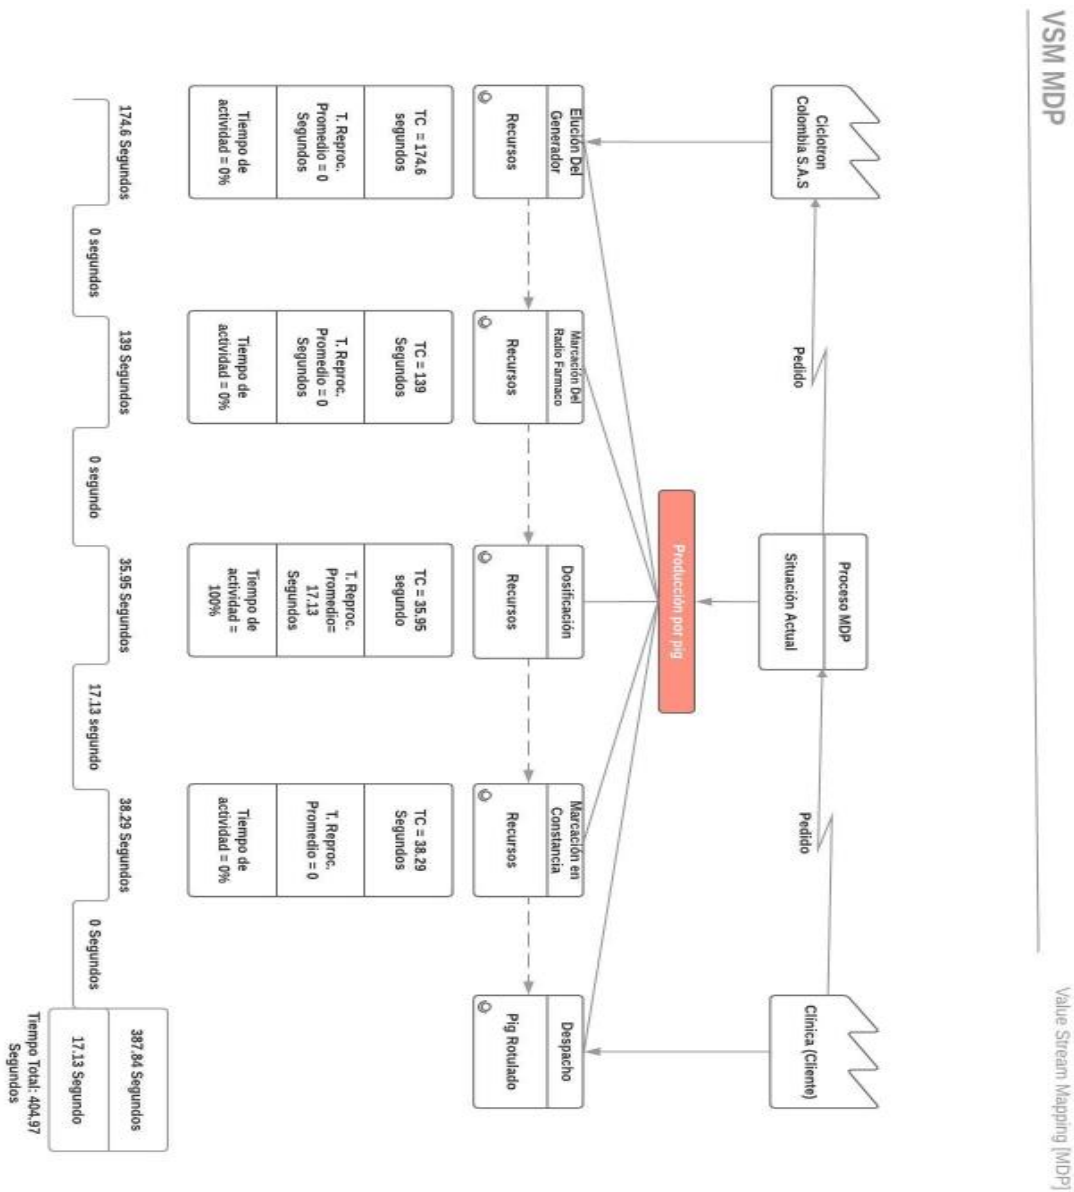 VSM MDP
Value Stream Mapping [MDP]
Ciclotron
Colombia S.A.S
Pedido
Proceso MDP
Situación Actual
Pedido
Clínica (Cliente)
Producción por pig
Elución Del
Generador
Recursos
Marcación Del
Radio Farmaco
Recursos
Dosificación
Recursos
Marcación en
Constancia
Recursos
Despacho
Pig Rotulado
TC = 174.6
segundos
T. Reproc.
Promedio = 0
Segundos
Tiempo de
actividad = 0%
TC = 139
Segundos
T. Reproc.
Promedio = 0
Segundos
Tiempo de
actividad = 0%
TC = 35.95
segundo
T. Reproc.
Promedio=
17.13
Segundos
Tiempo de
actividad =
100%
TC = 38.29
Segundos
T. Reproc.
Promedio = 0
Tiempo de
actividad = 0%
174.6 Segundos
0 segundos
139 Segundos
0 segundo
35.95 Segundos
17.13 segundo
38.29 Segundos
0 Segundos
387.84 Segundos
17.13 Segundo
Tiempo Total: 404.97
Segundos